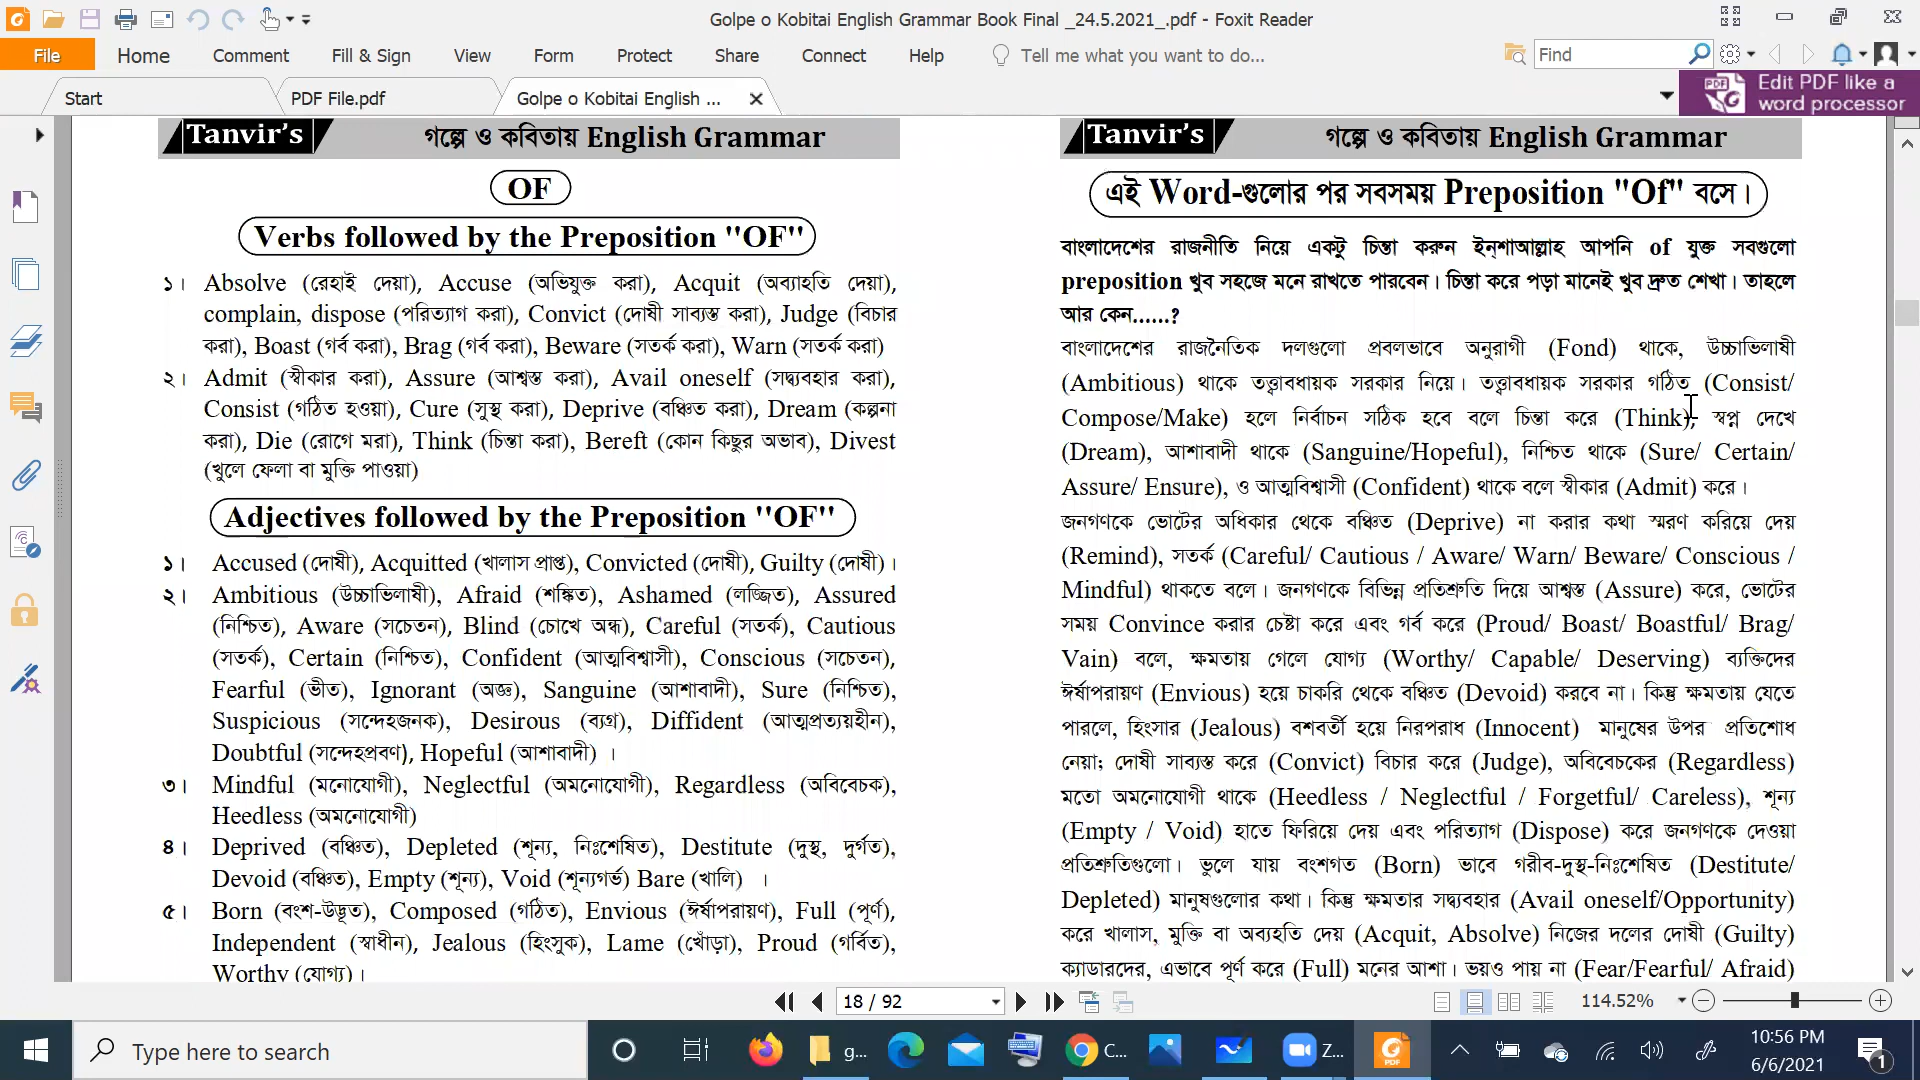 Golpe o Kobitai English Grammar Book Final _24.5.2021_.pdf - Foxit Reader
File Home Comment Fill & Sign View Form Protect Share Connect Help Tell me what you want to do... Find
Start PDF File.pdf Golpe o Kobitai English ...
Edit PDF like a
word processor
Tanvir's গল্পে ও কবিতায় English Grammar
OF
Verbs followed by the Preposition "OF"
১। Absolve (রেহাই দেয়া), Accuse (অভিযুক্ত করা), Acquit (অব্যাহতি দেয়া),
complain, dispose (পরিত্যাগ করা), Convict (দোষী সাব্যস্ত করা), Judge (বিচার
করা), Boast (গর্ব করা), Brag (গর্ব করা), Beware (সতর্ক করা), Warn (সতর্ক করা)
২। Admit (স্বীকার করা), Assure (আশ্বস্ত করা), Avail oneself (সদ্ব্যবহার করা),
Consist (গঠিত হওয়া), Cure (সুস্থ করা), Deprive (বঞ্চিত করা), Dream (কল্পনা
করা), Die (রোগে মরা), Think (চিন্তা করা), Bereft (কোন কিছুর অভাব), Divest
(খুলে ফেলা বা মুক্তি পাওয়া)
Adjectives followed by the Preposition "OF"
১। Accused (দোষী), Acquitted (খালাস প্রাপ্ত), Convicted (দোষী), Guilty (দোষী)।
২। Ambitious (উচ্চাভিলাষী), Afraid (শঙ্কিত), Ashamed (লজ্জিত), Assured
(নিশ্চিত), Aware (সচেতন), Blind (চোখে অন্ধ), Careful (সতর্ক), Cautious
(সতর্ক), Certain (নিশ্চিত), Confident (আত্মবিশ্বাসী), Conscious (সচেতন),
Fearful (ভীত), Ignorant (অজ্ঞ), Sanguine (আশাবাদী), Sure (নিশ্চিত),
Suspicious (সন্দেহজনক), Desirous (ব্যগ্র), Diffident (আত্মপ্রত্যয়হীন),
Doubtful (সন্দেহপ্রবণ), Hopeful (আশাবাদী) ।
৩। Mindful (মনোযোগী), Neglectful (অমনোযোগী), Regardless (অবিবেচক),
Heedless (অমনোযোগী)
৪। Deprived (বঞ্চিত), Depleted (শূন্য, নিঃশেষিত), Destitute (দুস্থ, দুর্গত),
Devoid (বঞ্চিত), Empty (শূন্য), Void (শূন্যগর্ভ) Bare (খালি) ।
৫। Born (বংশ-উদ্ভূত), Composed (গঠিত), Envious (ঈর্ষাপরায়ণ), Full (পূর্ণ),
Independent (স্বাধীন), Jealous (হিংসুক), Lame (খোঁড়া), Proud (গর্বিত),
Worthy (যোগ্য)।
Tanvir's গল্পে ও কবিতায় English Grammar
এই Word-গুলোর পর সবসময় Preposition "Of" বসে।
বাংলাদেশের রাজনীতি নিয়ে একটু চিন্তা করুন ইন্‌শাআল্লাহ আপনি of যুক্ত সবগুলো
preposition খুব সহজে মনে রাখতে পারবেন। চিন্তা করে পড়া মানেই খুব দ্রুত শেখা। তাহলে
আর কেন......?
বাংলাদেশের রাজনৈতিক দলগুলো প্রবলভাবে অনুরাগী (Fond) থাকে, উচ্চাভিলাষী
(Ambitious) থাকে তত্ত্বাবধায়ক সরকার নিয়ে। তত্ত্বাবধায়ক সরকার গঠিত (Consist/
Compose/Make) হলে নির্বাচন সঠিক হবে বলে চিন্তা করে (Think), স্বপ্ন দেখে
(Dream), আশাবাদী থাকে (Sanguine/Hopeful), নিশ্চিত থাকে (Sure/ Certain/
Assure/ Ensure), ও আত্মবিশ্বাসী (Confident) থাকে বলে স্বীকার (Admit) করে।
জনগণকে ভোটের অধিকার থেকে বঞ্চিত (Deprive) না করার কথা স্মরণ করিয়ে দেয়
(Remind), সতর্ক (Careful/ Cautious / Aware/ Warn/ Beware/ Conscious /
Mindful) থাকতে বলে। জনগণকে বিভিন্ন প্রতিশ্রুতি দিয়ে আশ্বস্ত (Assure) করে, ভোটের
সময় Convince করার চেষ্টা করে এবং গর্ব করে (Proud/ Boast/ Boastful/ Brag/
Vain) বলে, ক্ষমতায় গেলে যোগ্য (Worthy/ Capable/ Deserving) ব্যক্তিদের
ঈর্ষাপরায়ণ (Envious) হয়ে চাকরি থেকে বঞ্চিত (Devoid) করবে না। কিন্তু ক্ষমতায় যেতে
পারলে, হিংসার (Jealous) বশবর্তী হয়ে নিরপরাধ (Innocent) মানুষের উপর প্রতিশোধ
নেয়া; দোষী সাব্যস্ত করে (Convict) বিচার করে (Judge), অবিবেচকের (Regardless)
মতো অমনোযোগী থাকে (Heedless / Neglectful / Forgetful/ Careless), শূন্য
(Empty / Void) হাতে ফিরিয়ে দেয় এবং পরিত্যাগ (Dispose) করে জনগণকে দেওয়া
প্রতিশ্রুতিগুলো। ভুলে যায় বংশগত (Born) ভাবে গরীব-দুস্থ-নিঃশেষিত (Destitute/
Depleted) মানুষগুলোর কথা। কিন্তু ক্ষমতার সদ্ব্যবহার (Avail oneself/Opportunity)
করে খালাস, মুক্তি বা অব্যহতি দেয় (Acquit, Absolve) নিজের দলের দোষী (Guilty)
ক্যাডারদের, এভাবে পূর্ণ করে (Full) মনের আশা। ভয়ও পায় না (Fear/Fearful/ Afraid)
18 / 92 114.52%
Type here to search g... C... Z... 10:56 PM
6/6/2021 1